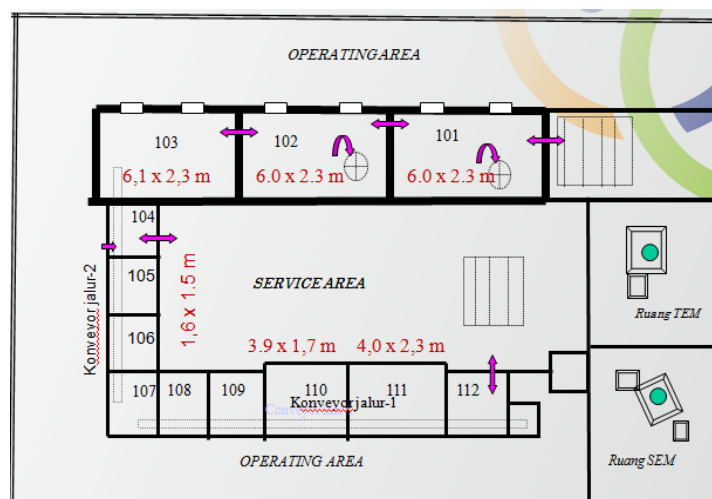 OPERATING AREA
103
102
101
6,1 x 2,3 m
6.0 x 2.3 m
6.0 x 2.3 m
104
105
106
Konveyor jalur-2
1,6 x 1.5 m
SERVICE AREA
3.9 x 1,7 m
4,0 x 2,3 m
Ruang TEM
107
108
109
110
111
112
Konveyor jalur-1
OPERATING AREA
Ruang SEM